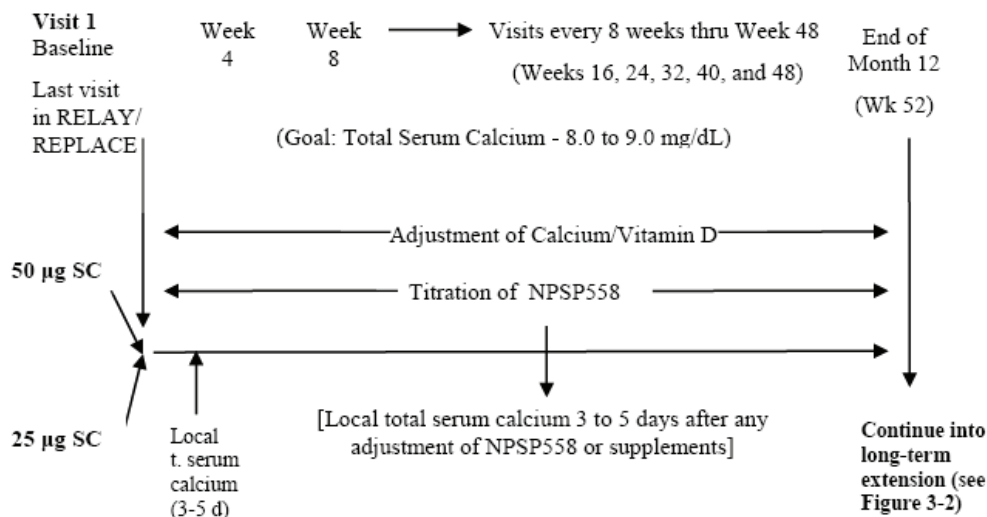 Visit 1
Baseline
Last visit
in RELAY/
REPLACE
Week
4
Week
8
Visits every 8 weeks thru Week 48
(Weeks 16, 24, 32, 40, and 48)
End of
Month 12
(Wk 52)
(Goal: Total Serum Calcium - 8.0 to 9.0 mg/dL)
Adjustment of Calcium/Vitamin D
50 µg SC
Titration of NPSP558
25 µg SC
Local
t. serum
calcium
(3-5 d)
[Local total serum calcium 3 to 5 days after any
adjustment of NPSP558 or supplements]
Continue into
long-term
extension (see
Figure 3-2)